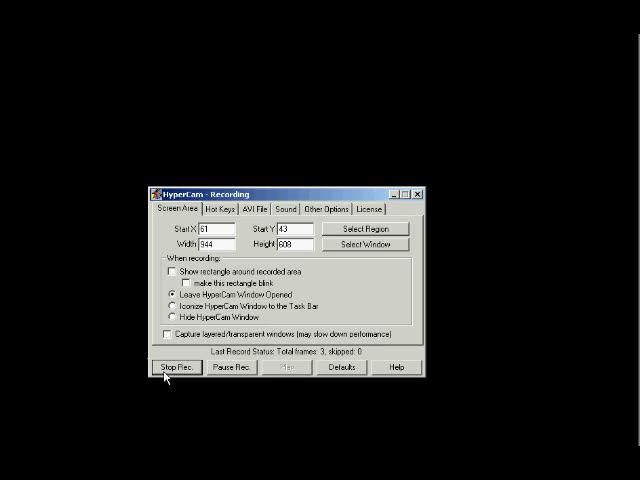 HyperCam - Recording
Screen Area Hot Keys AVI File Sound Other Options License
Start X 61 Start Y 43 Select Region
Width 944 Height 608 Select Window
When recording:
Show rectangle around recorded area
make this rectangle blink
Leave HyperCam Window Opened
Iconize HyperCam Window to the Task Bar
Hide HyperCam Window
Capture layered/transparent windows (may slow down performance)
Last Record Status: Total frames: 3, skipped: 0
Stop Rec. Pause Rec. Play Defaults Help